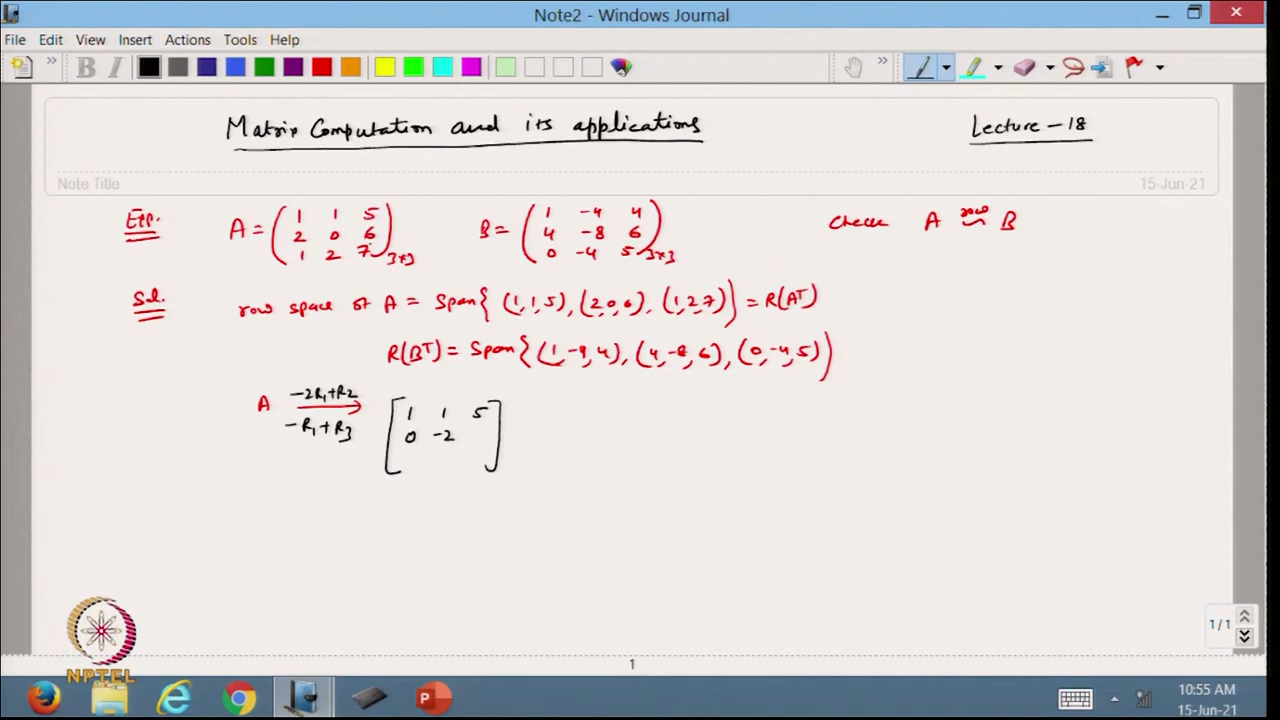 Note2 - Windows Journal
File Edit View Insert Actions Tools Help
Matrix Computation and its applications Lecture - 18
Note Title 15-Jun-21
Exp. A = ( 1 1 5 B = ( 1 -4 4 Check A row ~ B
2 0 6 4 -8 6
1 2 7 )3×3 0 -4 5 )3×3
Sol. row space of A = Span{ (1,1,5), (2,0,6), (1,2,7)} = R(Aᵀ)
R(Bᵀ) = Span{ (1,-4,4), (4,-8,6), (0,-4,5)}
A -2R₁+R₂ [ 1 1 5
-R₁+R₃ 0 -2 ]
1/1
NPTEL
1
10:55 AM
15-Jun-21